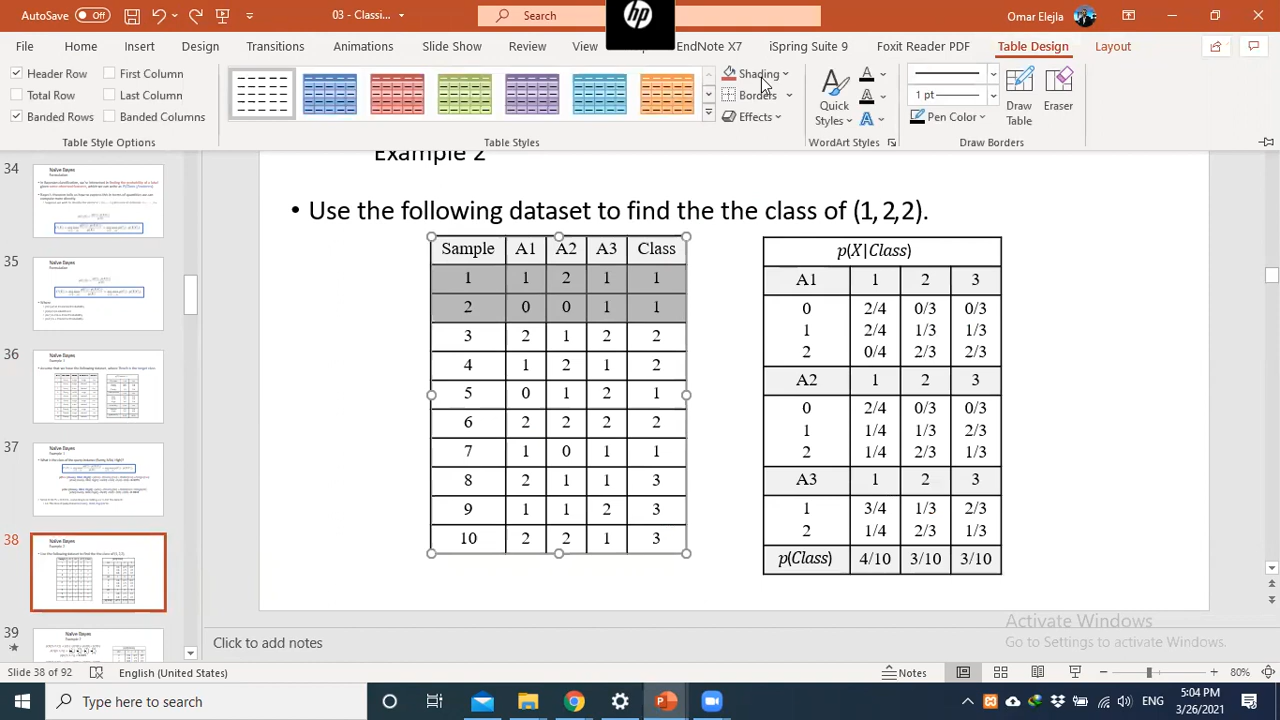 Search
Omar Elejla
hp
File Home Insert Design Transitions Animations Slide Show Review View EndNote X7 iSpring Suite 9 Foxit Reader PDF Table Design Layout
Header Row First Column
Total Row Last Column
Banded Rows Banded Columns
Table Style Options
Shading
Borders
Effects
Table Styles
Quick Styles
A
WordArt Styles
1 pt
Pen Color
Draw Table
Eraser
Draw Borders
34
35
36
37
38
39
Example 2
• Use the following dataset to find the the class of (1, 2, 2).
Sample A1 A2 A3 Class
1 1 2 1 1
2 0 0 1 1
3 2 1 2 2
4 1 2 1 2
5 0 1 2 1
6 2 2 2 2
7 1 0 1 1
8 2 1 1 3
9 1 1 2 3
10 2 2 1 3
p(X|Class)
A1 1 2 3
0 2/4 0/3 0/3
1 2/4 1/3 1/3
2 0/4 2/3 2/3
A2 1 2 3
0 2/4 0/3 0/3
1 1/4 1/3 2/3
2 1/4 2/3 1/3
A3 1 2 3
1 3/4 1/3 2/3
2 1/4 2/3 1/3
p(Class) 4/10 3/10 3/10
Activate Windows
Go to Settings to activate Windows.
Click to add notes
Slide 38 of 92 English (United States) Notes 80%
Type here to search
ENG
5:04 PM
3/26/2021